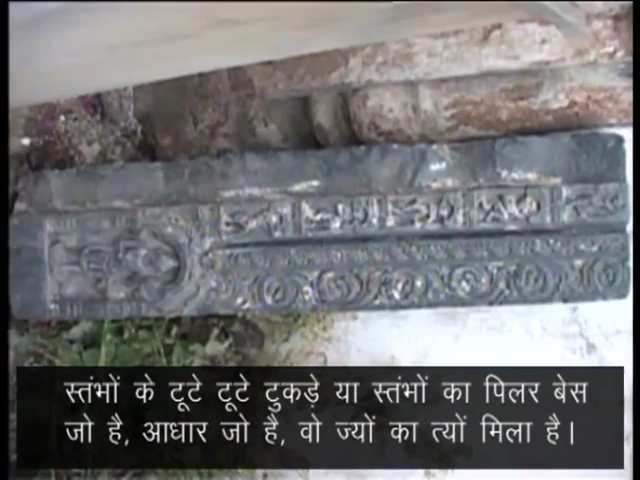 स्तंभों के टूटे टूटे टुकड़े या स्तंभों का पिलर बेस
जो है, आधार जो है, वो ज्यों का त्यों मिला है।